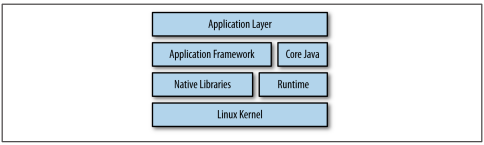 Application Layer
Application Framework Core Java
Native Libraries Runtime
Linux Kernel